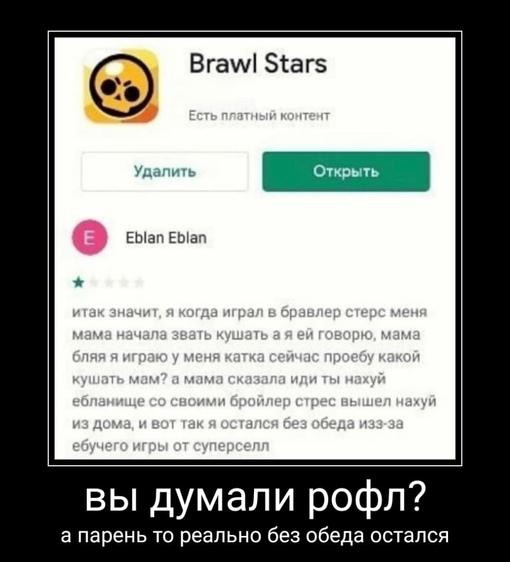 Brawl Stars
Есть платный контент
Удалить
Открыть
E
Eblan Eblan
итак значит, я когда играл в бравлер стерс меня
мама начала звать кушать а я ей говорю, мама
бляя я играю у меня катка сейчас проебу какой
кушать мам? а мама сказала иди ты нахуй
ебланище со своими бройлер стрес вышел нахуй
из дома, и вот так я остался без обеда изз-за
ебучего игры от суперселл
вы думали рофл?
а парень то реально без обеда остался